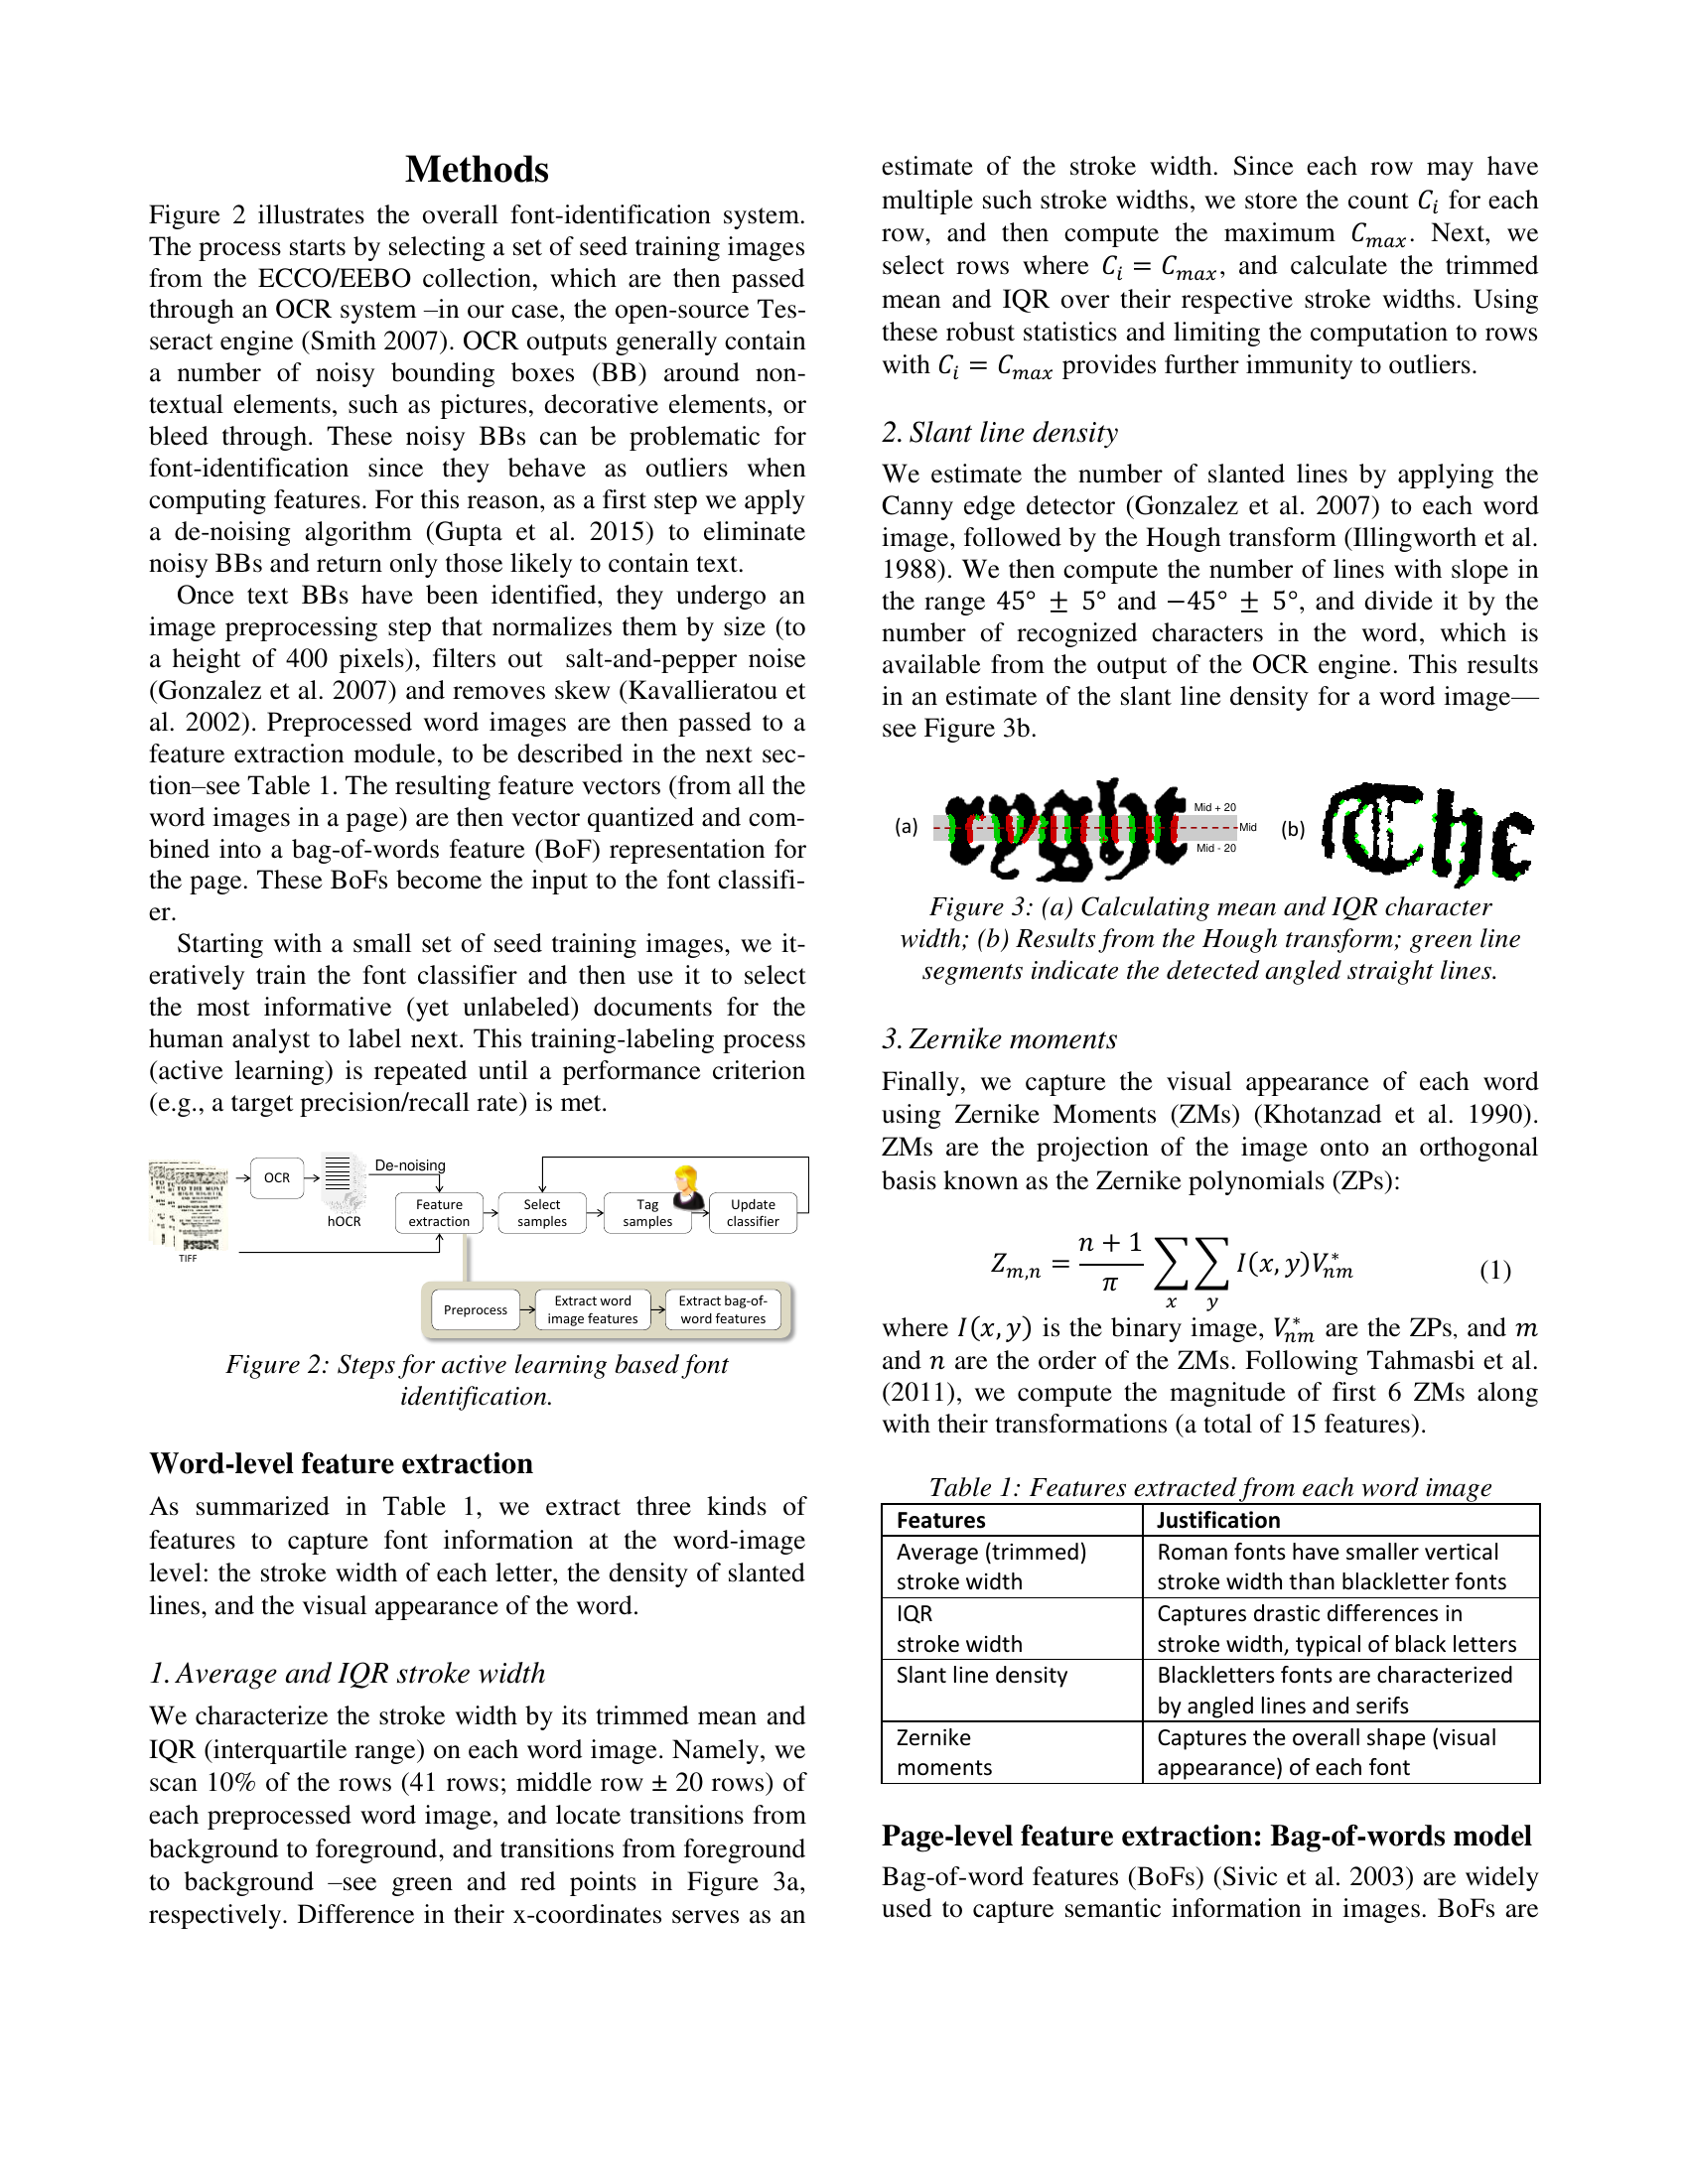 Methods
Figure 2 illustrates the overall font-identification system.
The process starts by selecting a set of seed training images
from the ECCO/EEBO collection, which are then passed
through an OCR system –in our case, the open-source Tes-
seract engine (Smith 2007). OCR outputs generally contain
a number of noisy bounding boxes (BB) around non-
textual elements, such as pictures, decorative elements, or
bleed through. These noisy BBs can be problematic for
font-identification since they behave as outliers when
computing features. For this reason, as a first step we apply
a de-noising algorithm (Gupta et al. 2015) to eliminate
noisy BBs and return only those likely to contain text.
Once text BBs have been identified, they undergo an
image preprocessing step that normalizes them by size (to
a height of 400 pixels), filters out salt-and-pepper noise
(Gonzalez et al. 2007) and removes skew (Kavallieratou et
al. 2002). Preprocessed word images are then passed to a
feature extraction module, to be described in the next sec-
tion–see Table 1. The resulting feature vectors (from all the
word images in a page) are then vector quantized and com-
bined into a bag-of-words feature (BoF) representation for
the page. These BoFs become the input to the font classifi-
er.
Starting with a small set of seed training images, we it-
eratively train the font classifier and then use it to select
the most informative (yet unlabeled) documents for the
human analyst to label next. This training-labeling process
(active learning) is repeated until a performance criterion
(e.g., a target precision/recall rate) is met.
TIFF
OCR
hOCR
De-noising
Feature
extraction
Select
samples
Tag
samples
Update
classifier
Preprocess
Extract word
image features
Extract bag-of-
word features
Figure 2: Steps for active learning based font
identification.
Word-level feature extraction
As summarized in Table 1, we extract three kinds of
features to capture font information at the word-image
level: the stroke width of each letter, the density of slanted
lines, and the visual appearance of the word.
1. Average and IQR stroke width
We characterize the stroke width by its trimmed mean and
IQR (interquartile range) on each word image. Namely, we
scan 10% of the rows (41 rows; middle row ± 20 rows) of
each preprocessed word image, and locate transitions from
background to foreground, and transitions from foreground
to background –see green and red points in Figure 3a,
respectively. Difference in their x-coordinates serves as an
estimate of the stroke width. Since each row may have
multiple such stroke widths, we store the count C_i for each
row, and then compute the maximum C_max. Next, we
select rows where C_i = C_max, and calculate the trimmed
mean and IQR over their respective stroke widths. Using
these robust statistics and limiting the computation to rows
with C_i = C_max provides further immunity to outliers.
2. Slant line density
We estimate the number of slanted lines by applying the
Canny edge detector (Gonzalez et al. 2007) to each word
image, followed by the Hough transform (Illingworth et al.
1988). We then compute the number of lines with slope in
the range 45° ± 5° and −45° ± 5°, and divide it by the
number of recognized characters in the word, which is
available from the output of the OCR engine. This results
in an estimate of the slant line density for a word image—
see Figure 3b.
(a) ryght Mid + 20
Mid
Mid - 20
(b) The
Figure 3: (a) Calculating mean and IQR character
width; (b) Results from the Hough transform; green line
segments indicate the detected angled straight lines.
3. Zernike moments
Finally, we capture the visual appearance of each word
using Zernike Moments (ZMs) (Khotanzad et al. 1990).
ZMs are the projection of the image onto an orthogonal
basis known as the Zernike polynomials (ZPs):
Z_{m,n} = (n + 1)/π ∑_x ∑_y I(x, y)V*_{nm} (1)
where I(x, y) is the binary image, V*_{nm} are the ZPs, and m
and n are the order of the ZMs. Following Tahmasbi et al.
(2011), we compute the magnitude of first 6 ZMs along
with their transformations (a total of 15 features).
Table 1: Features extracted from each word image
Features Justification
Average (trimmed) Roman fonts have smaller vertical
stroke width stroke width than blackletter fonts
IQR Captures drastic differences in
stroke width stroke width, typical of black letters
Slant line density Blackletters fonts are characterized
by angled lines and serifs
Zernike Captures the overall shape (visual
moments appearance) of each font
Page-level feature extraction: Bag-of-words model
Bag-of-word features (BoFs) (Sivic et al. 2003) are widely
used to capture semantic information in images. BoFs are